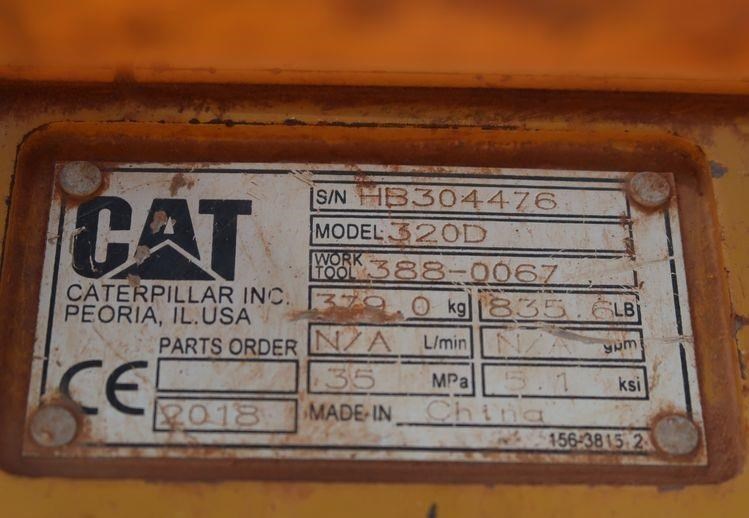 CAT
CATERPILLAR INC.
PEORIA, IL. USA
S/N HB304476
MODEL 320D
WORK TOOL 388-0067
379.0 kg 835.6 LB
N/A L/min N/A gpm
PARTS ORDER
35 MPa 5.1 ksi
CE
2018
MADE IN China
156-3815 2